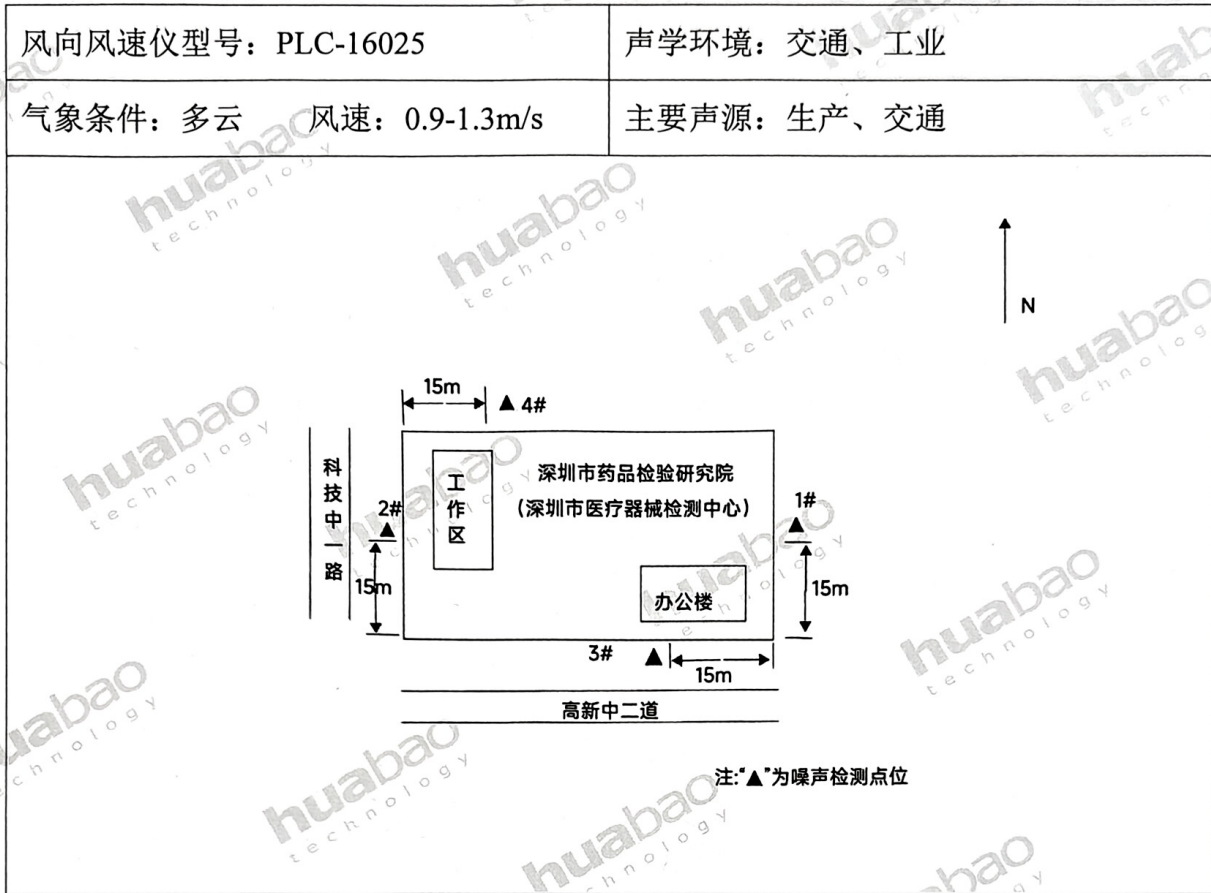 风向风速仪型号：PLC-16025
声学环境：交通、工业
气象条件：多云 风速：0.9-1.3m/s
主要声源：生产、交通
huabao
technology
N
15m
▲ 4#
科技中一路
工作区
深圳市药品检验研究院
（深圳市医疗器械检测中心）
2#
▲
1#
▲
15m
15m
办公楼
3# ▲
15m
高新中二道
注:“▲”为噪声检测点位